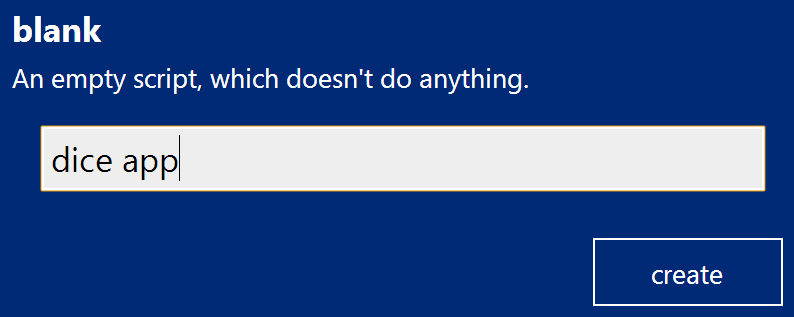 blank
An empty script, which doesn't do anything.
dice app
create